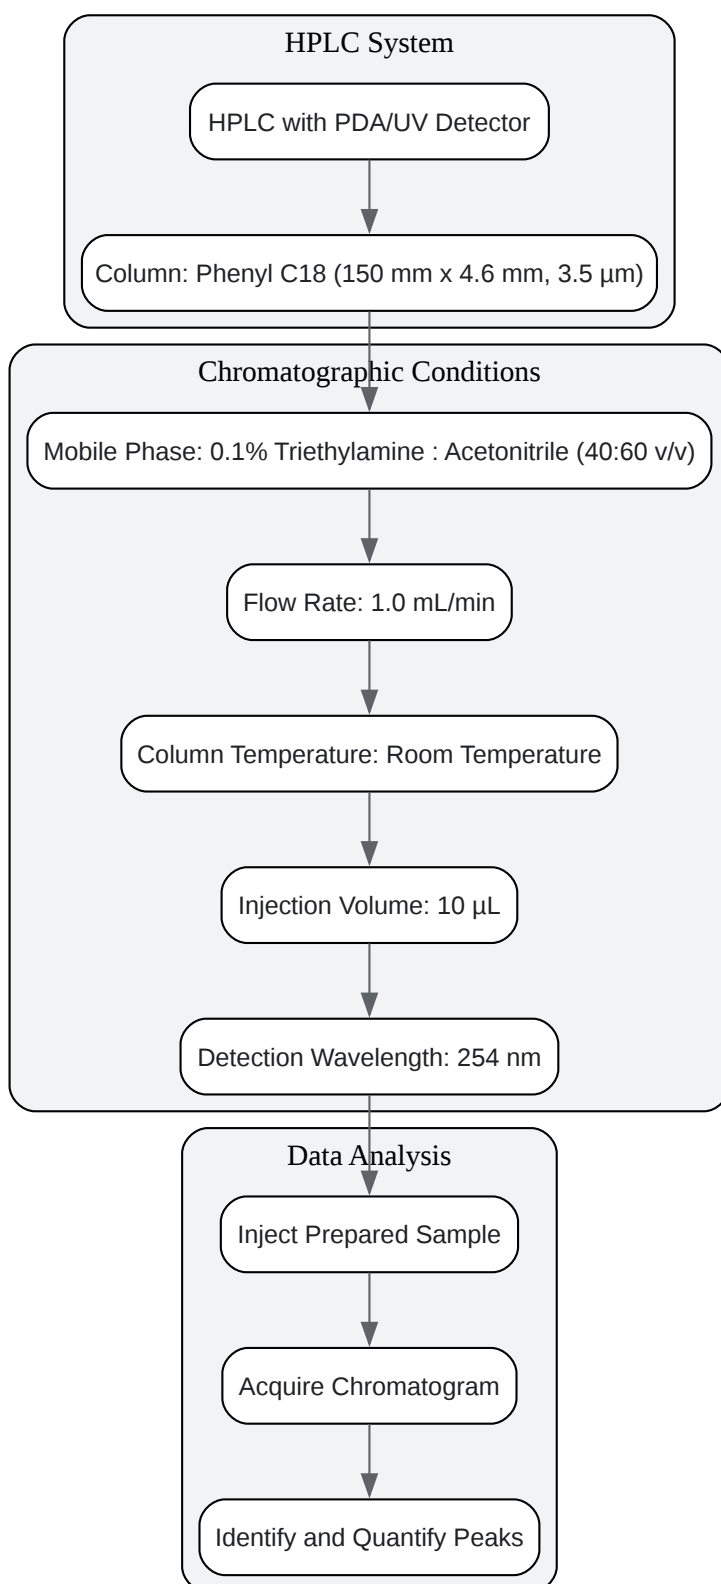 HPLC System
HPLC with PDA/UV Detector
Column: Phenyl C18 (150 mm x 4.6 mm, 3.5 µm)
Chromatographic Conditions
Mobile Phase: 0.1% Triethylamine : Acetonitrile (40:60 v/v)
Flow Rate: 1.0 mL/min
Column Temperature: Room Temperature
Injection Volume: 10 µL
Detection Wavelength: 254 nm
Data Analysis
Inject Prepared Sample
Acquire Chromatogram
Identify and Quantify Peaks